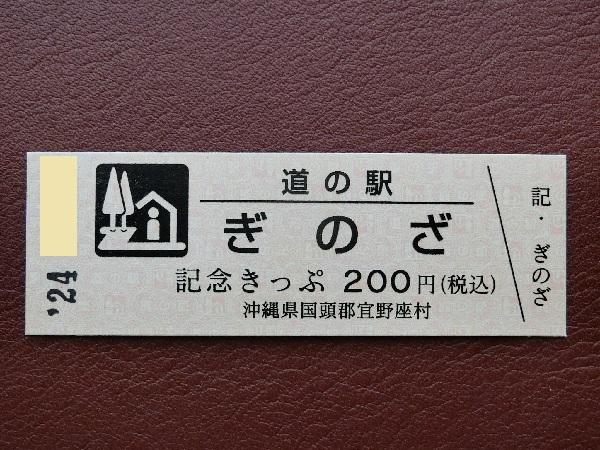 道の駅
ぎのざ
記念きっぷ 200円(税込)
沖縄県国頭郡宜野座村
記・ぎのざ
'24